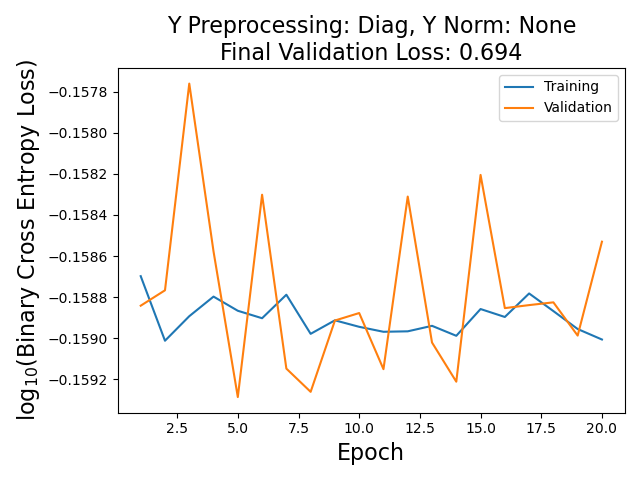 Y Preprocessing: Diag, Y Norm: None
Final Validation Loss: 0.694
log₁₀(Binary Cross Entropy Loss)
−0.1578
−0.1580
−0.1582
−0.1584
−0.1586
−0.1588
−0.1590
−0.1592
Training
Validation
2.5 5.0 7.5 10.0 12.5 15.0 17.5 20.0
Epoch